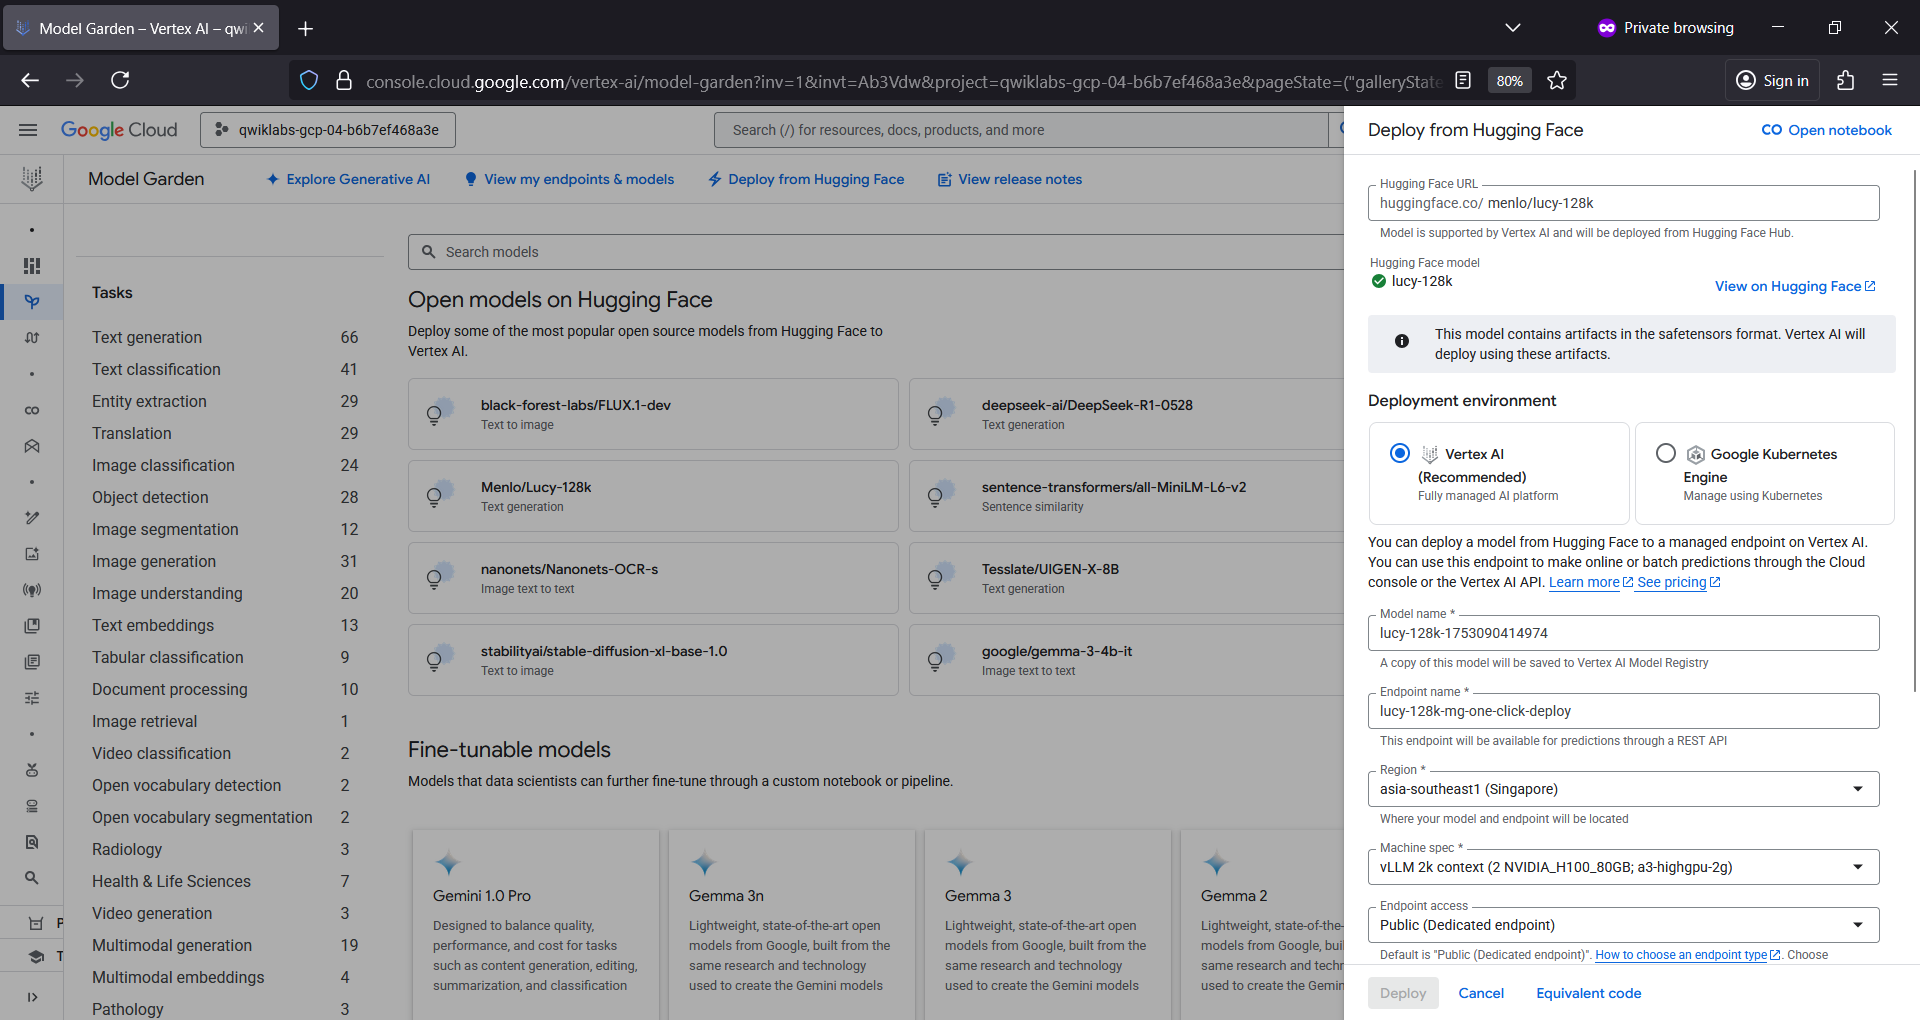 Model Garden – Vertex AI – qwi
Private browsing
console.cloud.google.com/vertex-ai/model-garden?inv=1&invt=Ab3Vdw&project=qwiklabs-gcp-04-b6b7ef468a3e&pageState=("galleryState
80%
Sign in
Google Cloud
qwiklabs-gcp-04-b6b7ef468a3e
Search (/) for resources, docs, products, and more
Model Garden
Explore Generative AI
View my endpoints & models
Deploy from Hugging Face
View release notes
Tasks
Text generation 66
Text classification 41
Entity extraction 29
Translation 29
Image classification 24
Object detection 28
Image segmentation 12
Image generation 31
Image understanding 20
Text embeddings 13
Tabular classification 9
Document processing 10
Image retrieval 1
Video classification 2
Open vocabulary detection 2
Open vocabulary segmentation 2
Radiology 3
Health & Life Sciences 7
Video generation 3
Multimodal generation 19
Multimodal embeddings 4
Pathology 3
P
T
Search models
Open models on Hugging Face
Deploy some of the most popular open source models from Hugging Face to
Vertex AI.
black-forest-labs/FLUX.1-dev
Text to image
deepseek-ai/DeepSeek-R1-0528
Text generation
Menlo/Lucy-128k
Text generation
sentence-transformers/all-MiniLM-L6-v2
Sentence similarity
nanonets/Nanonets-OCR-s
Image text to text
Tesslate/UIGEN-X-8B
Text generation
stabilityai/stable-diffusion-xl-base-1.0
Text to image
google/gemma-3-4b-it
Image text to text
Fine-tunable models
Models that data scientists can further fine-tune through a custom notebook or pipeline.
Gemini 1.0 Pro
Designed to balance quality,
performance, and cost for tasks
such as content generation, editing,
summarization, and classification
Gemma 3n
Lightweight, state-of-the-art open
models from Google, built from the
same research and technology
used to create the Gemini models
Gemma 3
Lightweight, state-of-the-art open
models from Google, built from the
same research and technology
used to create the Gemini models
Gemma 2
Lightweight, state-of-the-
models from Google, buil
same research and techn
used to create the Gemin
Deploy from Hugging Face
Open notebook
Hugging Face URL
huggingface.co/ menlo/lucy-128k
Model is supported by Vertex AI and will be deployed from Hugging Face Hub.
Hugging Face model
lucy-128k
View on Hugging Face
This model contains artifacts in the safetensors format. Vertex AI will
deploy using these artifacts.
Deployment environment
Vertex AI
(Recommended)
Fully managed AI platform
Google Kubernetes
Engine
Manage using Kubernetes
You can deploy a model from Hugging Face to a managed endpoint on Vertex AI.
You can use this endpoint to make online or batch predictions through the Cloud
console or the Vertex AI API. Learn more See pricing
Model name *
lucy-128k-1753090414974
A copy of this model will be saved to Vertex AI Model Registry
Endpoint name *
lucy-128k-mg-one-click-deploy
This endpoint will be available for predictions through a REST API
Region *
asia-southeast1 (Singapore)
Where your model and endpoint will be located
Machine spec *
vLLM 2k context (2 NVIDIA_H100_80GB; a3-highgpu-2g)
Endpoint access
Public (Dedicated endpoint)
Default is "Public (Dedicated endpoint)". How to choose an endpoint type. Choose
Deploy
Cancel
Equivalent code